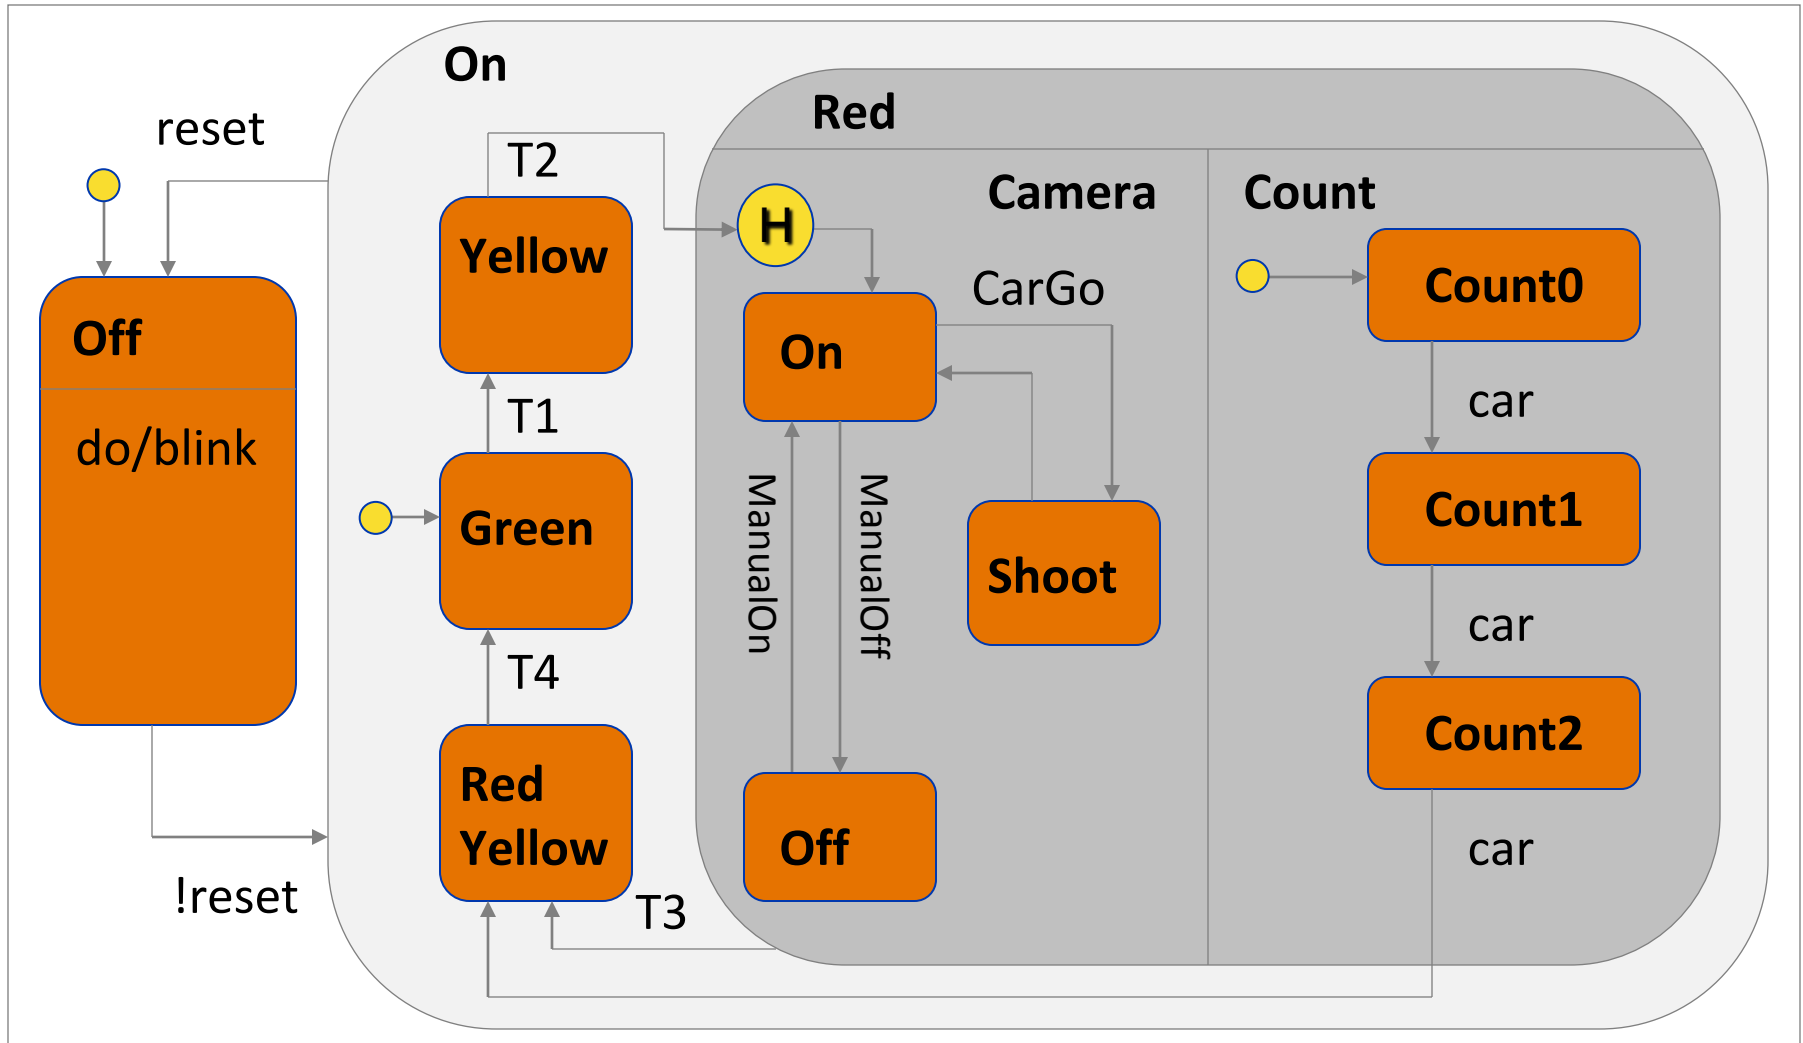 On
Red
reset
T2
H
Camera
Count
Yellow
CarGo
Count0
Off
On
do/blink
T1
car
Green
ManualOn
ManualOff
Shoot
Count1
T4
car
Red
Yellow
Off
Count2
!reset
T3
car